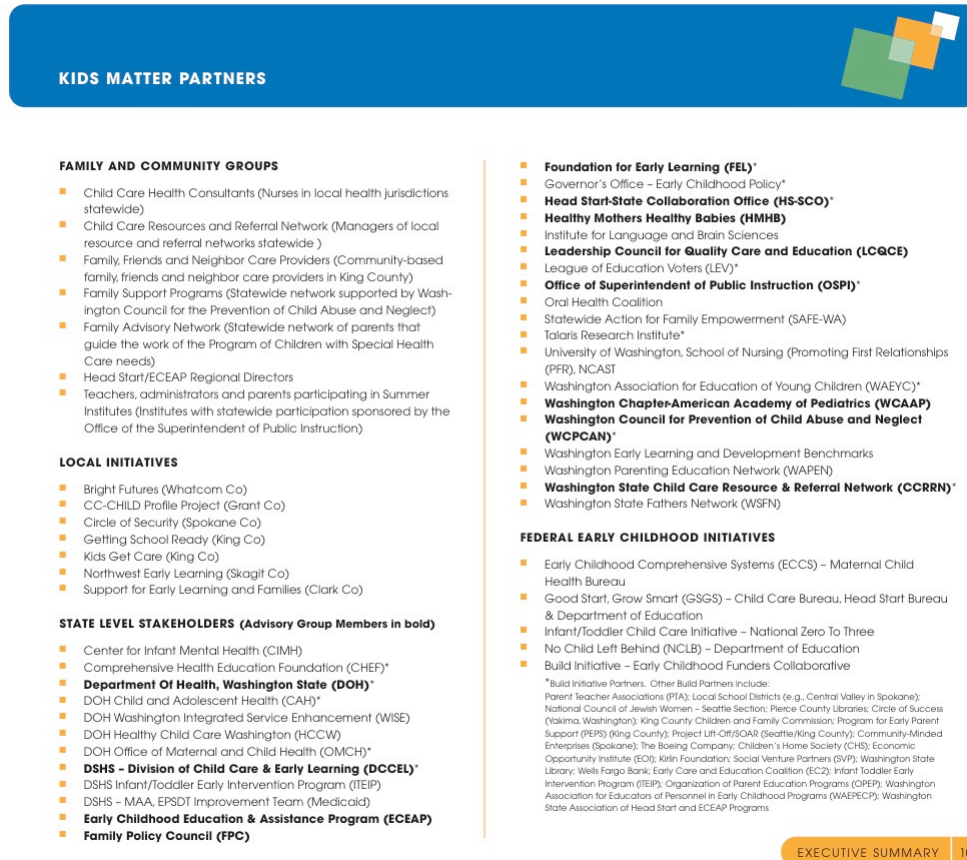 KIDS MATTER PARTNERS
FAMILY AND COMMUNITY GROUPS
Child Care Health Consultants (Nurses in local health jurisdictions
statewide)
Child Care Resources and Referral Network (Managers of local
resource and referral networks statewide )
Family, Friends and Neighbor Care Providers (Community-based
family, friends and neighbor care providers in King County)
Family Support Programs (Statewide network supported by Wash-
ington Council for the Prevention of Child Abuse and Neglect)
Family Advisory Network (Statewide network of parents that
guide the work of the Program of Children with Special Health
Care needs)
Head Start/ECEAP Regional Directors
Teachers, administrators and parents participating in Summer
Institutes (Institutes with statewide participation sponsored by the
Office of the Superintendent of Public Instruction)
LOCAL INITIATIVES
Bright Futures (Whatcom Co)
CC-CHILD Profile Project (Grant Co)
Circle of Security (Spokane Co)
Getting School Ready (King Co)
Kids Get Care (King Co)
Northwest Early Learning (Skagit Co)
Support for Early Learning and Families (Clark Co)
STATE LEVEL STAKEHOLDERS (Advisory Group Members in bold)
Center for Infant Mental Health (CIMH)
Comprehensive Health Education Foundation (CHEF)*
Department Of Health, Washington State (DOH)*
DOH Child and Adolescent Health (CAH)*
DOH Washington Integrated Service Enhancement (WISE)
DOH Healthy Child Care Washington (HCCW)
DOH Office of Maternal and Child Health (OMCH)*
DSHS – Division of Child Care & Early Learning (DCCEL)*
DSHS Infant/Toddler Early Intervention Program (ITEIP)
DSHS – MAA, EPSDT Improvement Team (Medicaid)
Early Childhood Education & Assistance Program (ECEAP)
Family Policy Council (FPC)
Foundation for Early Learning (FEL)*
Governor's Office – Early Childhood Policy*
Head Start-State Collaboration Office (HS-SCO)*
Healthy Mothers Healthy Babies (HMHB)
Institute for Language and Brain Sciences
Leadership Council for Quality Care and Education (LCQCE)
League of Education Voters (LEV)*
Office of Superintendent of Public Instruction (OSPI)*
Oral Health Coalition
Statewide Action for Family Empowerment (SAFE-WA)
Talaris Research Institute*
University of Washington, School of Nursing (Promoting First Relationships
(PFR), NCAST
Washington Association for Education of Young Children (WAEYC)*
Washington Chapter-American Academy of Pediatrics (WCAAP)
Washington Council for Prevention of Child Abuse and Neglect
(WCPCAN)*
Washington Early Learning and Development Benchmarks
Washington Parenting Education Network (WAPEN)
Washington State Child Care Resource & Referral Network (CCRRN)*
Washington State Fathers Network (WSFN)
FEDERAL EARLY CHILDHOOD INITIATIVES
Early Childhood Comprehensive Systems (ECCS) – Maternal Child
Health Bureau
Good Start, Grow Smart (GSGS) – Child Care Bureau, Head Start Bureau
& Department of Education
Infant/Toddler Child Care Initiative – National Zero To Three
No Child Left Behind (NCLB) – Department of Education
Build Initiative – Early Childhood Funders Collaborative
*Build Initiative Partners. Other Build Partners include:
Parent Teacher Associations (PTA); Local School Districts (e.g., Central Valley in Spokane);
National Council of Jewish Women – Seattle Section; Pierce County Libraries; Circle of Success
(Yakima, Washington); King County Children and Family Commission; Program for Early Parent
Support (PEPS) (King County); Project Lift-Off/SOAR (Seattle/King County); Community-Minded
Enterprises (Spokane); The Boeing Company; Children's Home Society (CHS); Economic
Opportunity Institute (EOI); Kirlin Foundation; Social Venture Partners (SVP); Washington State
Library; Wells Fargo Bank; Early Care and Education Coalition (EC2); Infant Toddler Early
Intervention Program (ITEIP); Organization of Parent Education Programs (OPEP); Washington
Association for Educators of Personnel in Early Childhood Programs (WAEPECP); Washington
State Association of Head Start and ECEAP Programs
EXECUTIVE SUMMARY